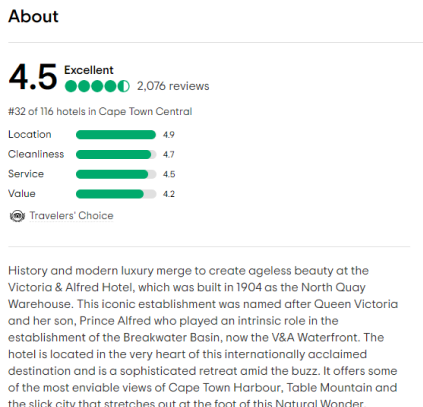 About
4.5 Excellent
2,076 reviews
#32 of 116 hotels in Cape Town Central
Location 4.9
Cleanliness 4.7
Service 4.5
Value 4.2
Travelers' Choice
History and modern luxury merge to create ageless beauty at the
Victoria & Alfred Hotel, which was built in 1904 as the North Quay
Warehouse. This iconic establishment was named after Queen Victoria
and her son, Prince Alfred who played an intrinsic role in the
establishment of the Breakwater Basin, now the V&A Waterfront. The
hotel is located in the very heart of this internationally acclaimed
destination and is a sophisticated retreat amid the buzz. It offers some
of the most enviable views of Cape Town Harbour, Table Mountain and
the slick city that stretches out at the foot of this Natural Wonder.